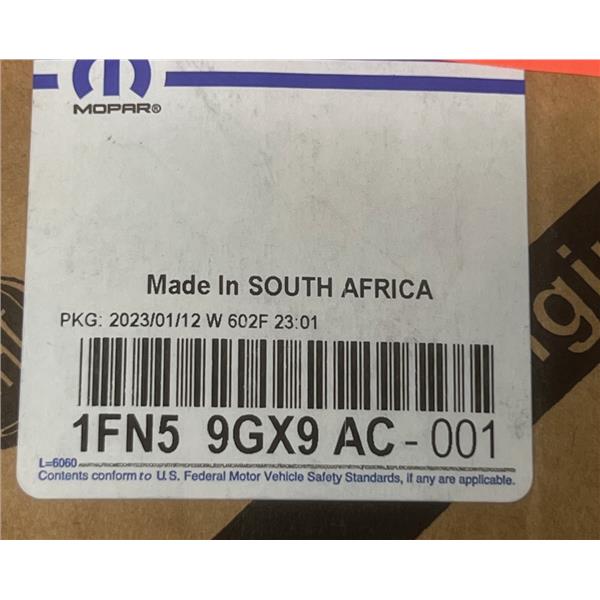 MOPAR®
Made In SOUTH AFRICA
PKG: 2023/01/12 W 602F 23:01
1FN5 9GX9 AC - 001
L=6060
Contents conform to U.S. Federal Motor Vehicle Safety Standards, if any are applicable.